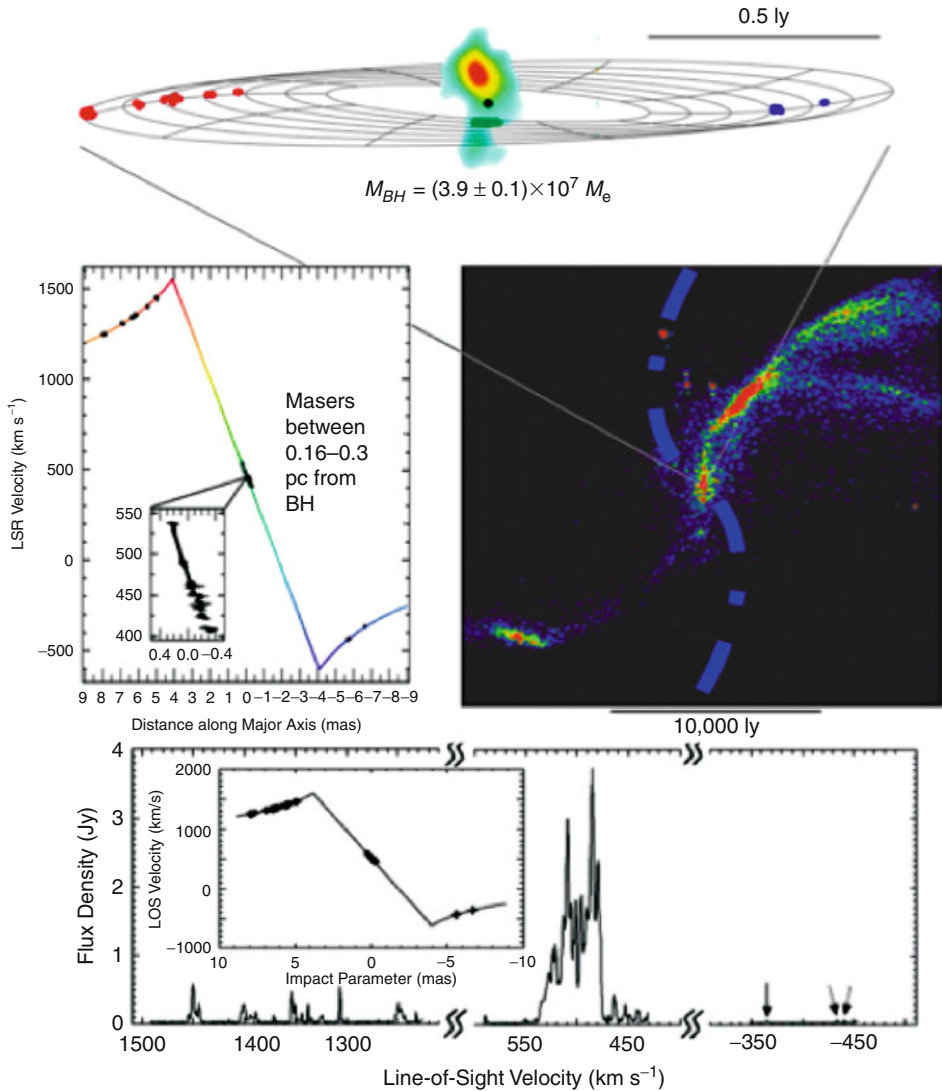 0.5 ly
M_BH = (3.9 ± 0.1)×10⁷ M_e
LSR Velocity (km s⁻¹)
1500
1000
500
0
−500
Masers
between
0.16–0.3
pc from
BH
550
500
450
400
0.4 0.0 −0.4
9 8 7 6 5 4 3 2 1 0 −1 −2 −3 −4 −5 −6 −7 −8 −9
Distance along Major Axis (mas)
10,000 ly
Flux Density (Jy)
4
3
2
1
0
LOS Velocity (km/s)
2000
1000
0
−1000
10 5 0 −5 −10
Impact Parameter (mas)
1500 1400 1300 550 450 −350 −450
Line-of-Sight Velocity (km s⁻¹)